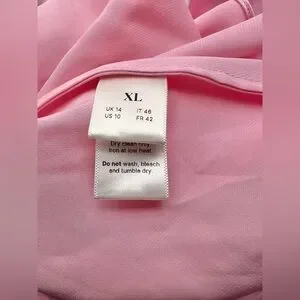 XL
UK 14 IT 46
US 10 FR 42
Dry clean only.
Iron at low heat.
Do not wash, bleach
and tumble dry